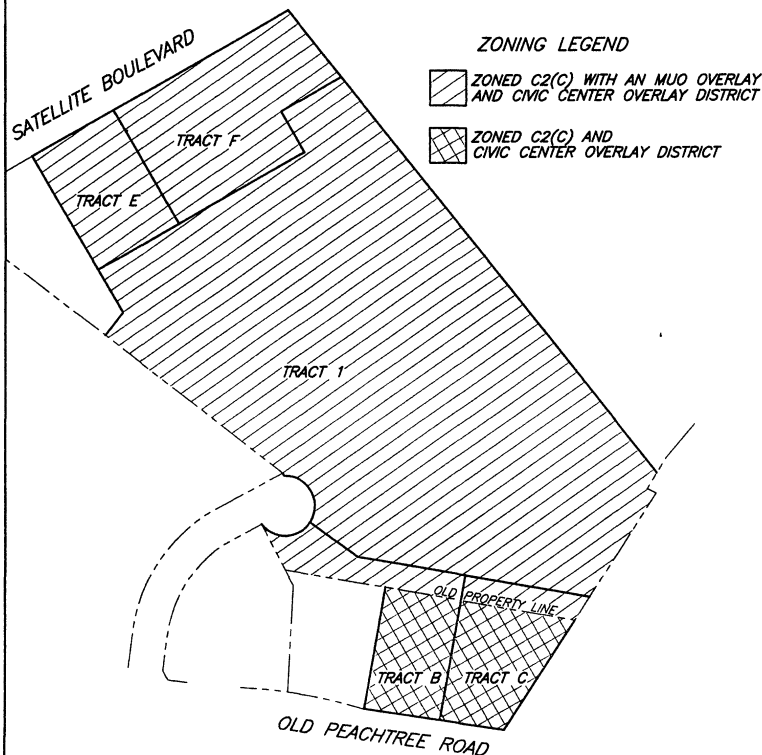 ZONING LEGEND
ZONED C2(C) WITH AN MUO OVERLAY
AND CIVIC CENTER OVERLAY DISTRICT
ZONED C2(C) AND
CIVIC CENTER OVERLAY DISTRICT
SATELLITE BOULEVARD
TRACT F
TRACT E
TRACT 1
OLD PROPERTY LINE
TRACT B
TRACT C
OLD PEACHTREE ROAD